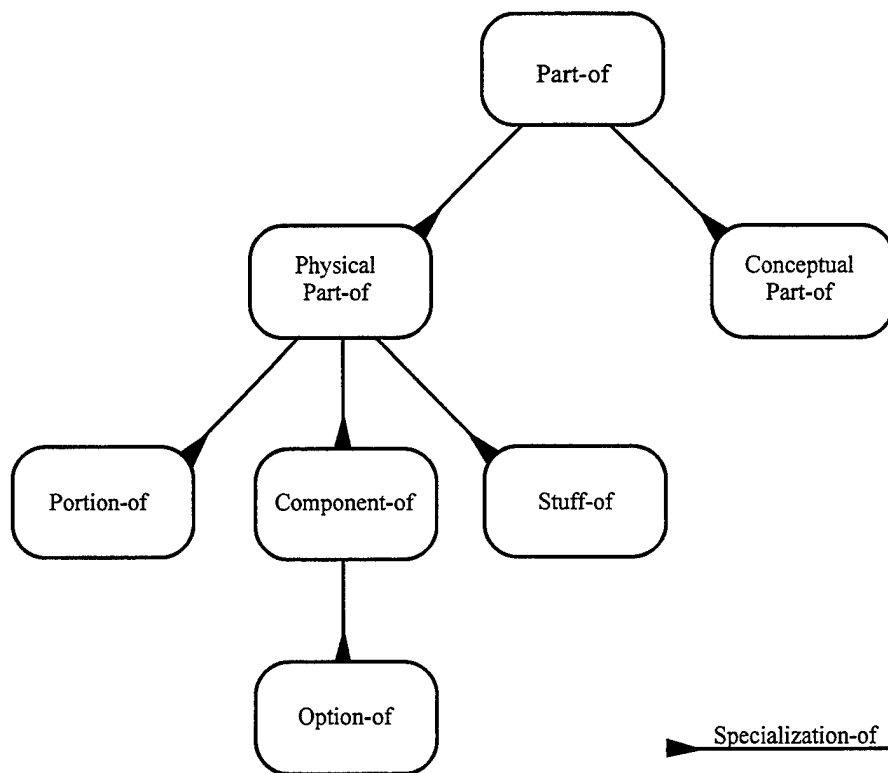 Part-of
Physical
Part-of
Conceptual
Part-of
Portion-of
Component-of
Stuff-of
Option-of
Specialization-of